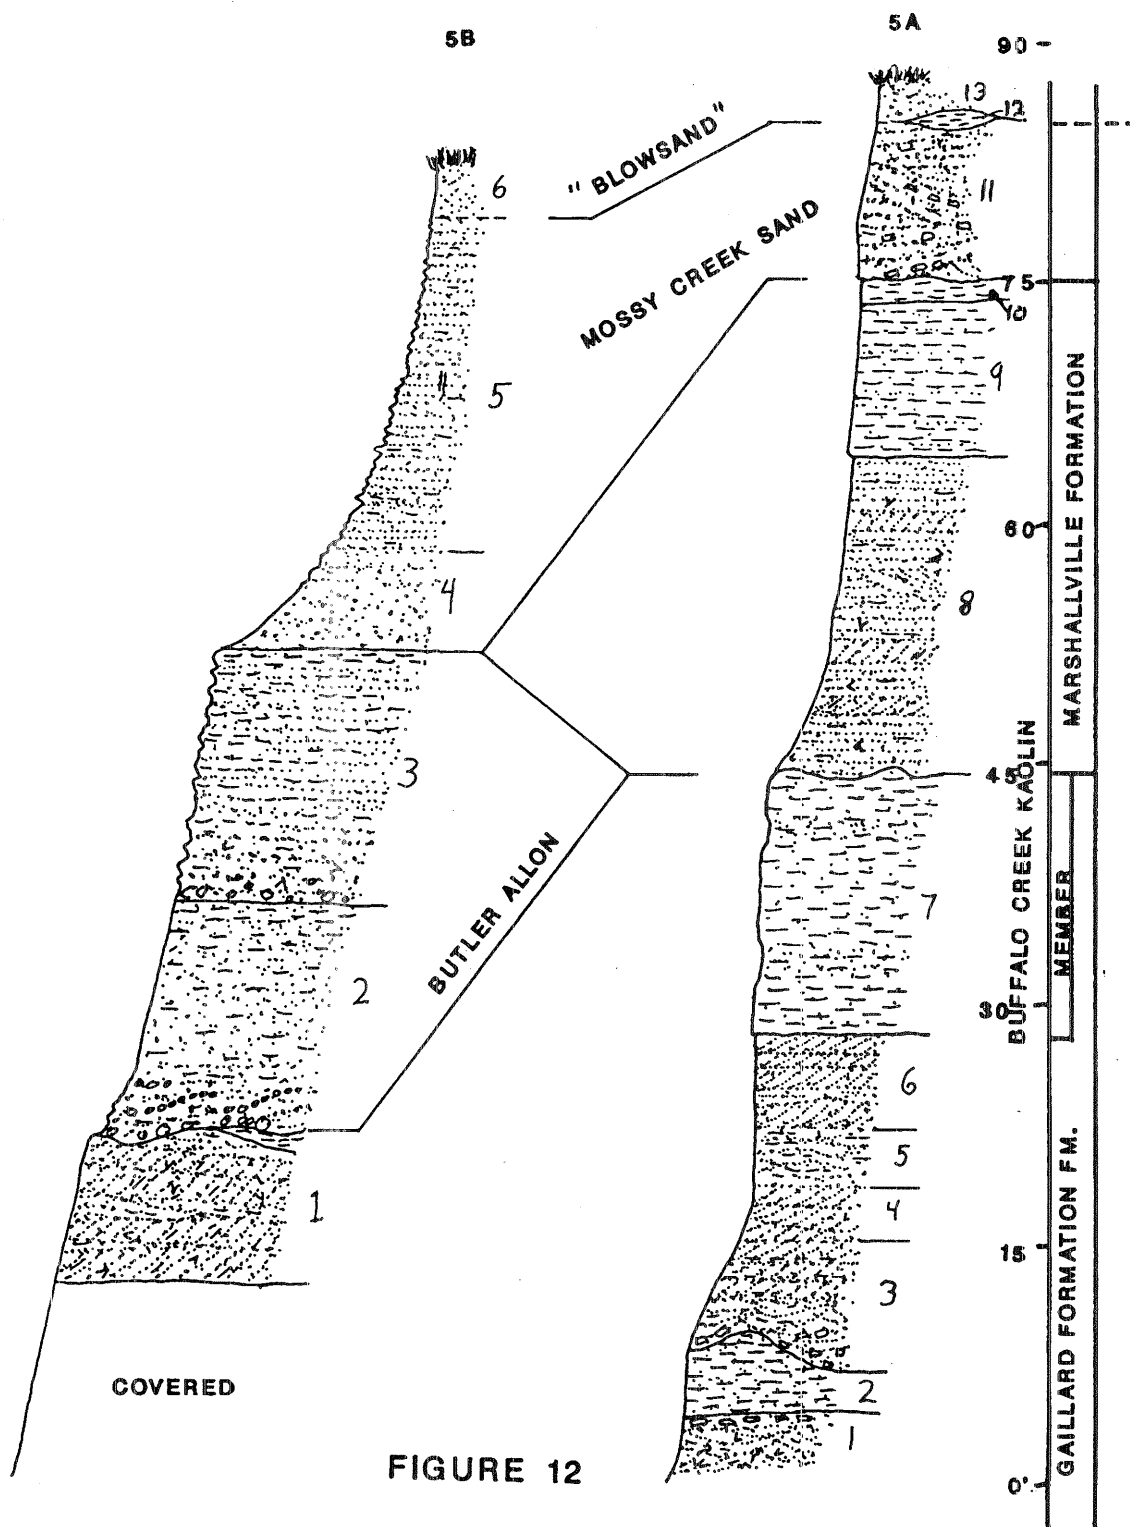 5B
5A
90
13
12
"BLOWSAND"
6
11
MOSSY CREEK SAND
75
10
9
5
60
8
4
MARSHALLVILLE FORMATION
3
45
BUFFALO CREEK KAOLIN
MEMBER
7
BUTLER ALLON
2
30
6
5
4
1
15
3
GAILLARD FORMATION FM.
COVERED
2
1
FIGURE 12
0'